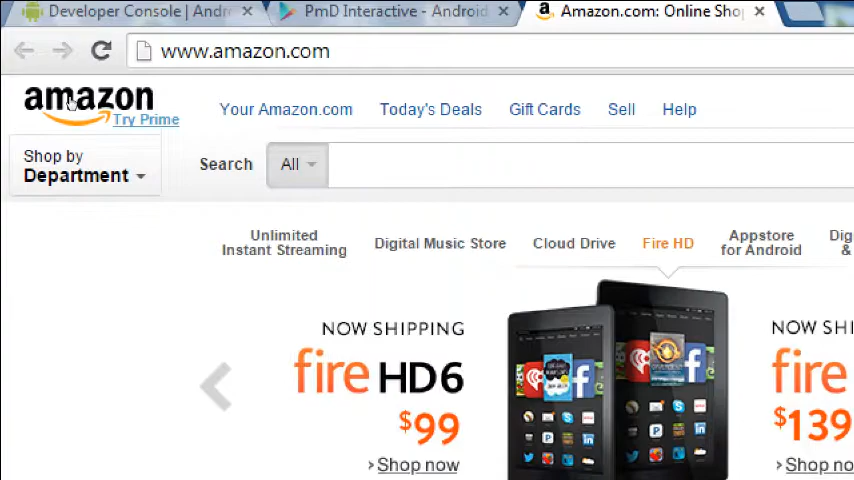 Developer Console | Andr
PmD Interactive - Android
Amazon.com: Online Shop
www.amazon.com
amazon
Try Prime
Your Amazon.com Today's Deals Gift Cards Sell Help
Shop by
Department
Search All
Unlimited
Instant Streaming
Digital Music Store
Cloud Drive
Fire HD
Appstore
for Android
Dig
&
NOW SHIPPING
fire HD6
$99
Shop now
NOW SHI
fire
$139
Shop no